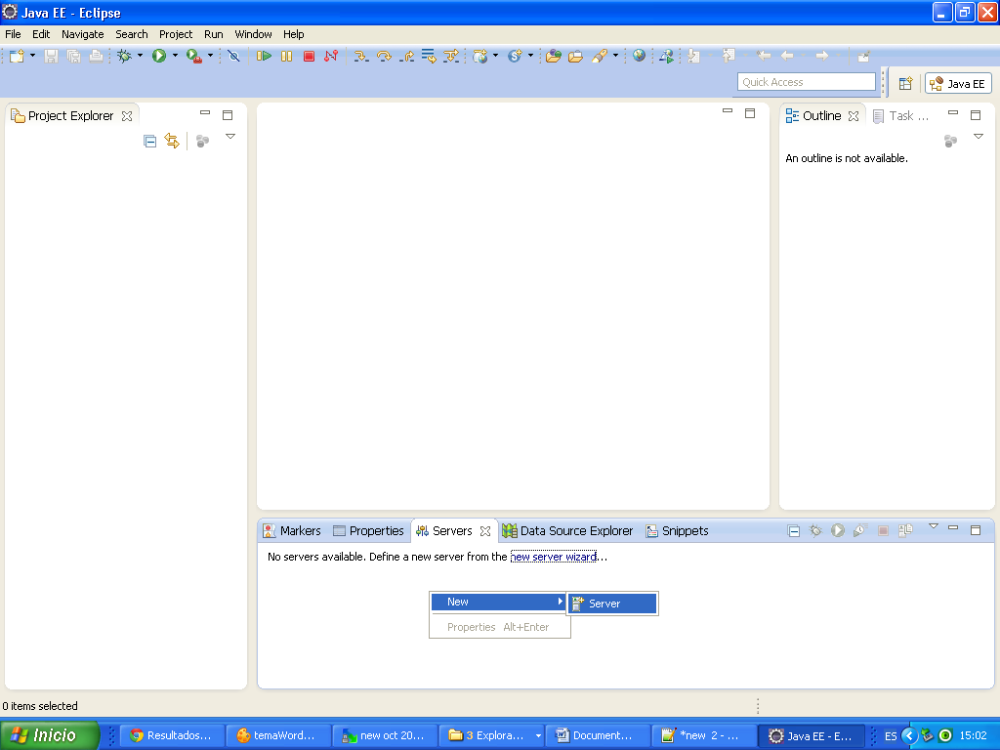 Java EE - Eclipse
File Edit Navigate Search Project Run Window Help
Quick Access
Java EE
Project Explorer
Outline
Task ...
An outline is not available.
Markers
Properties
Servers
Data Source Explorer
Snippets
No servers available. Define a new server from the new server wizard...
New
Server
Properties Alt+Enter
0 items selected
Inicio
Resultados...
temaWord...
new oct 20...
3 Explora...
Document...
*new 2 - ...
Java EE - E...
ES
15:02